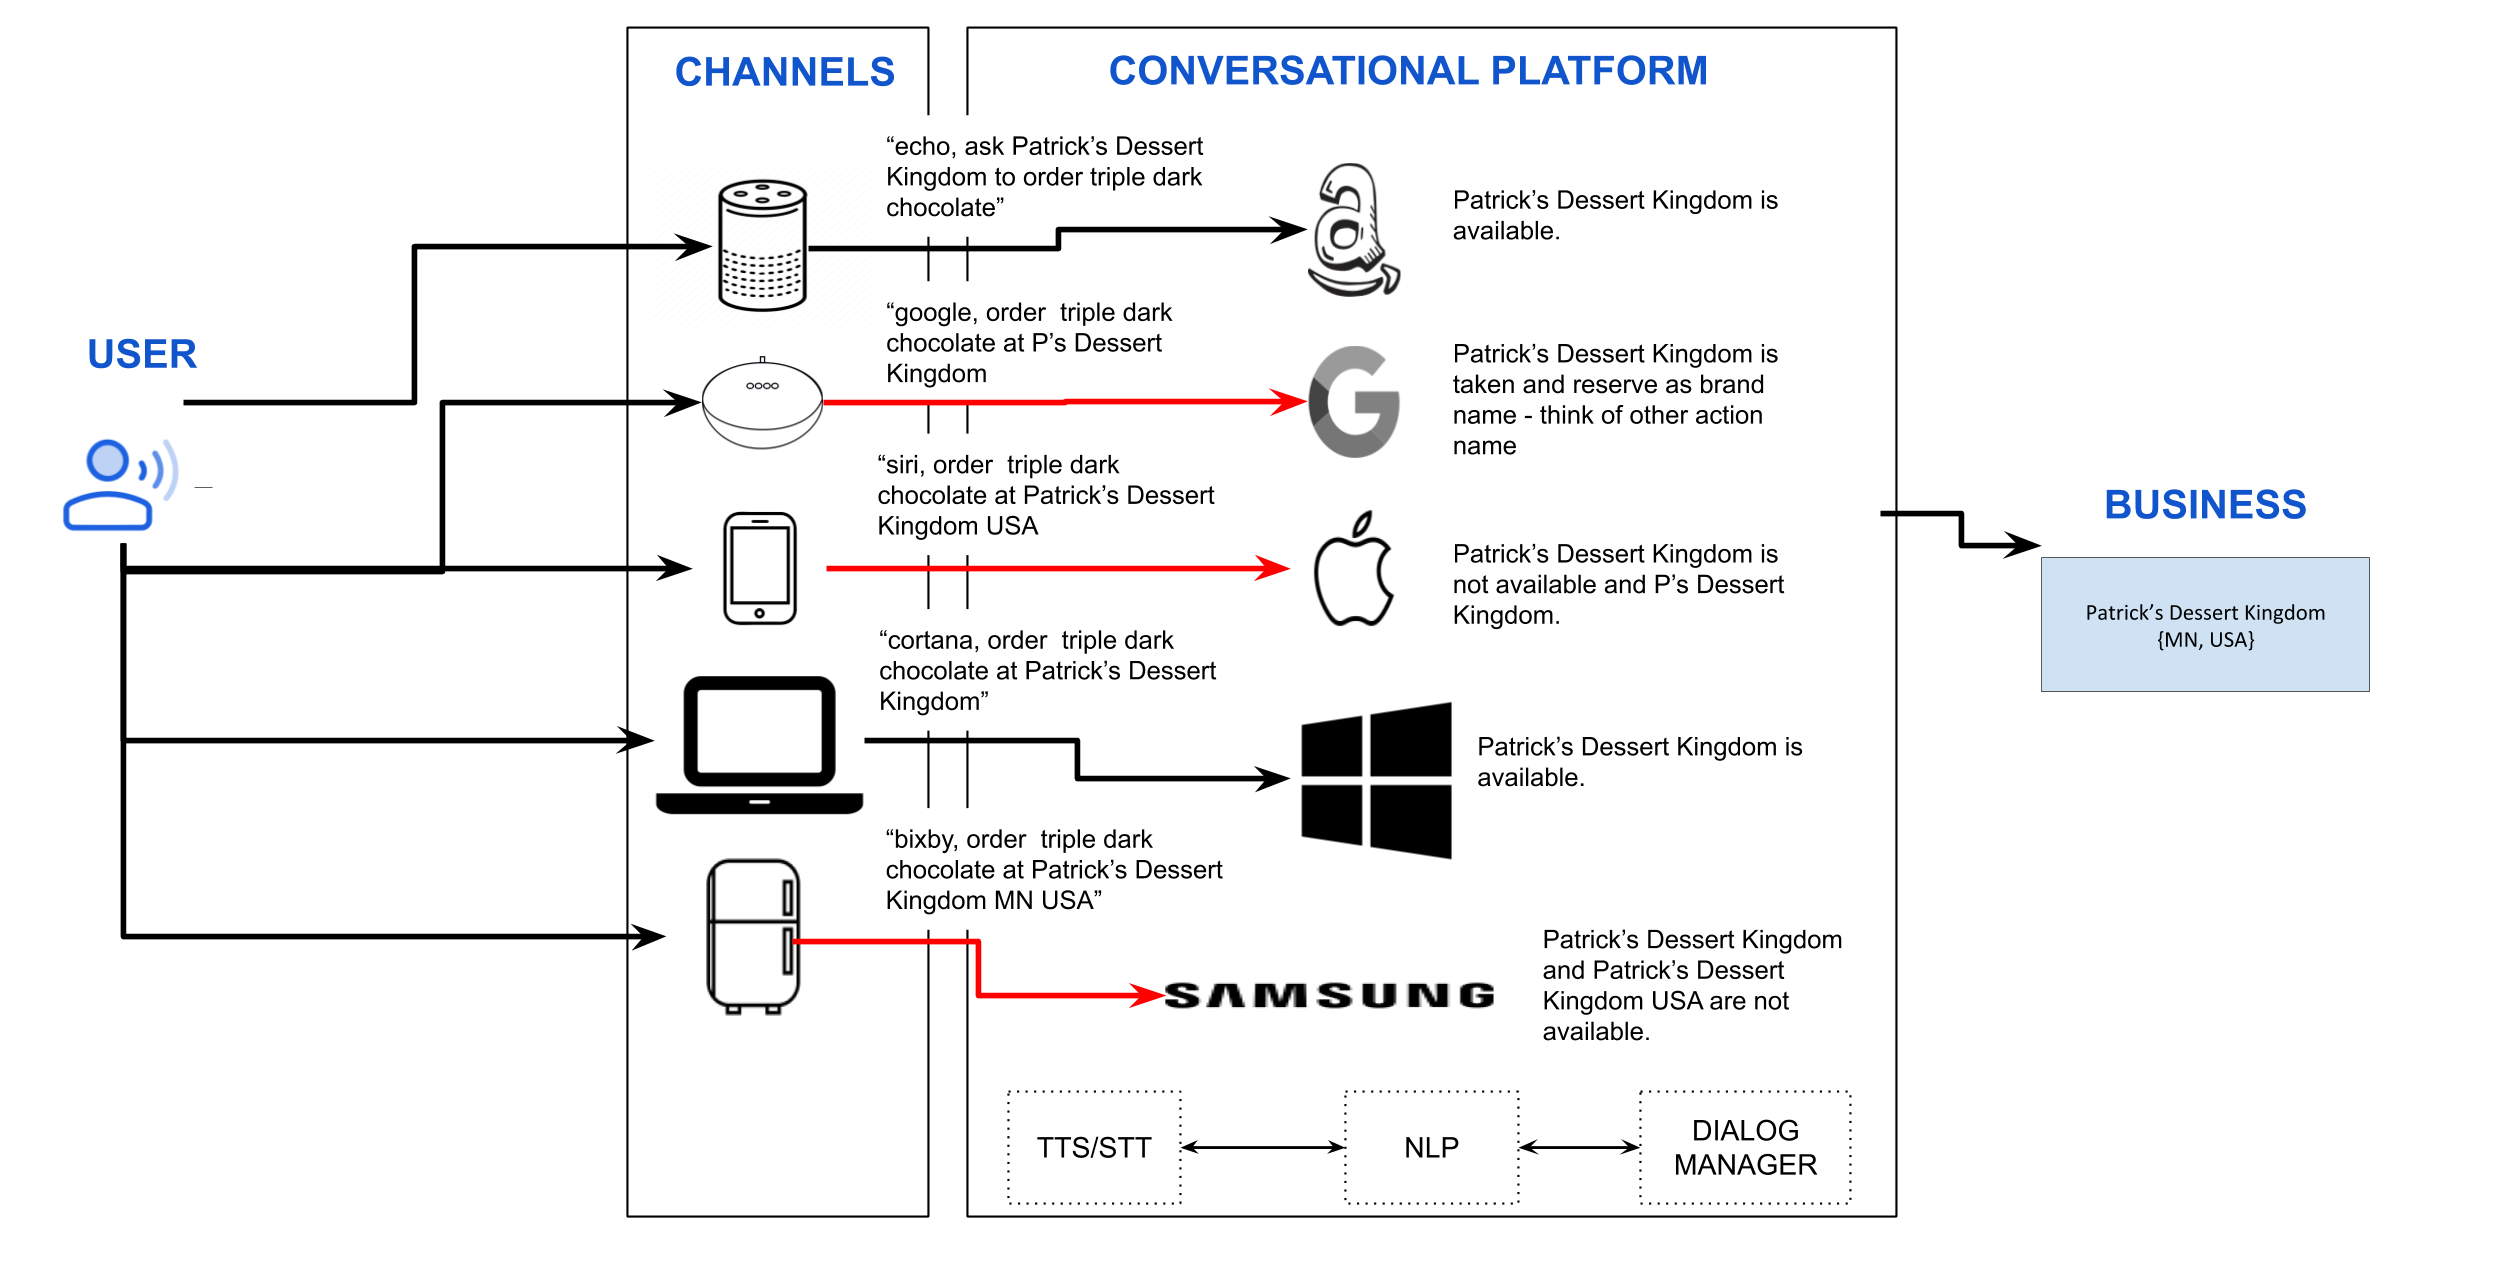 CHANNELS
CONVERSATIONAL PLATFORM
“echo, ask Patrick’s Dessert
Kingdom to order triple dark
chocolate”
Patrick’s Dessert Kingdom is
available.
USER
“google, order  triple dark
chocolate at P’s Dessert
Kingdom
Patrick’s Dessert Kingdom is
taken and reserve as brand
name - think of other action
name
“siri, order  triple dark
chocolate at Patrick’s Dessert
Kingdom USA
Patrick’s Dessert Kingdom is
not available and P’s Dessert
Kingdom.
BUSINESS
Patrick’s Dessert Kingdom
{MN, USA}
“cortana, order  triple dark
chocolate at Patrick’s Dessert
Kingdom”
Patrick’s Dessert Kingdom is
available.
“bixby, order  triple dark
chocolate at Patrick’s Dessert
Kingdom MN USA”
SAMSUNG
Patrick’s Dessert Kingdom
and Patrick’s Dessert
Kingdom USA are not
available.
TTS/STT
NLP
DIALOG
MANAGER